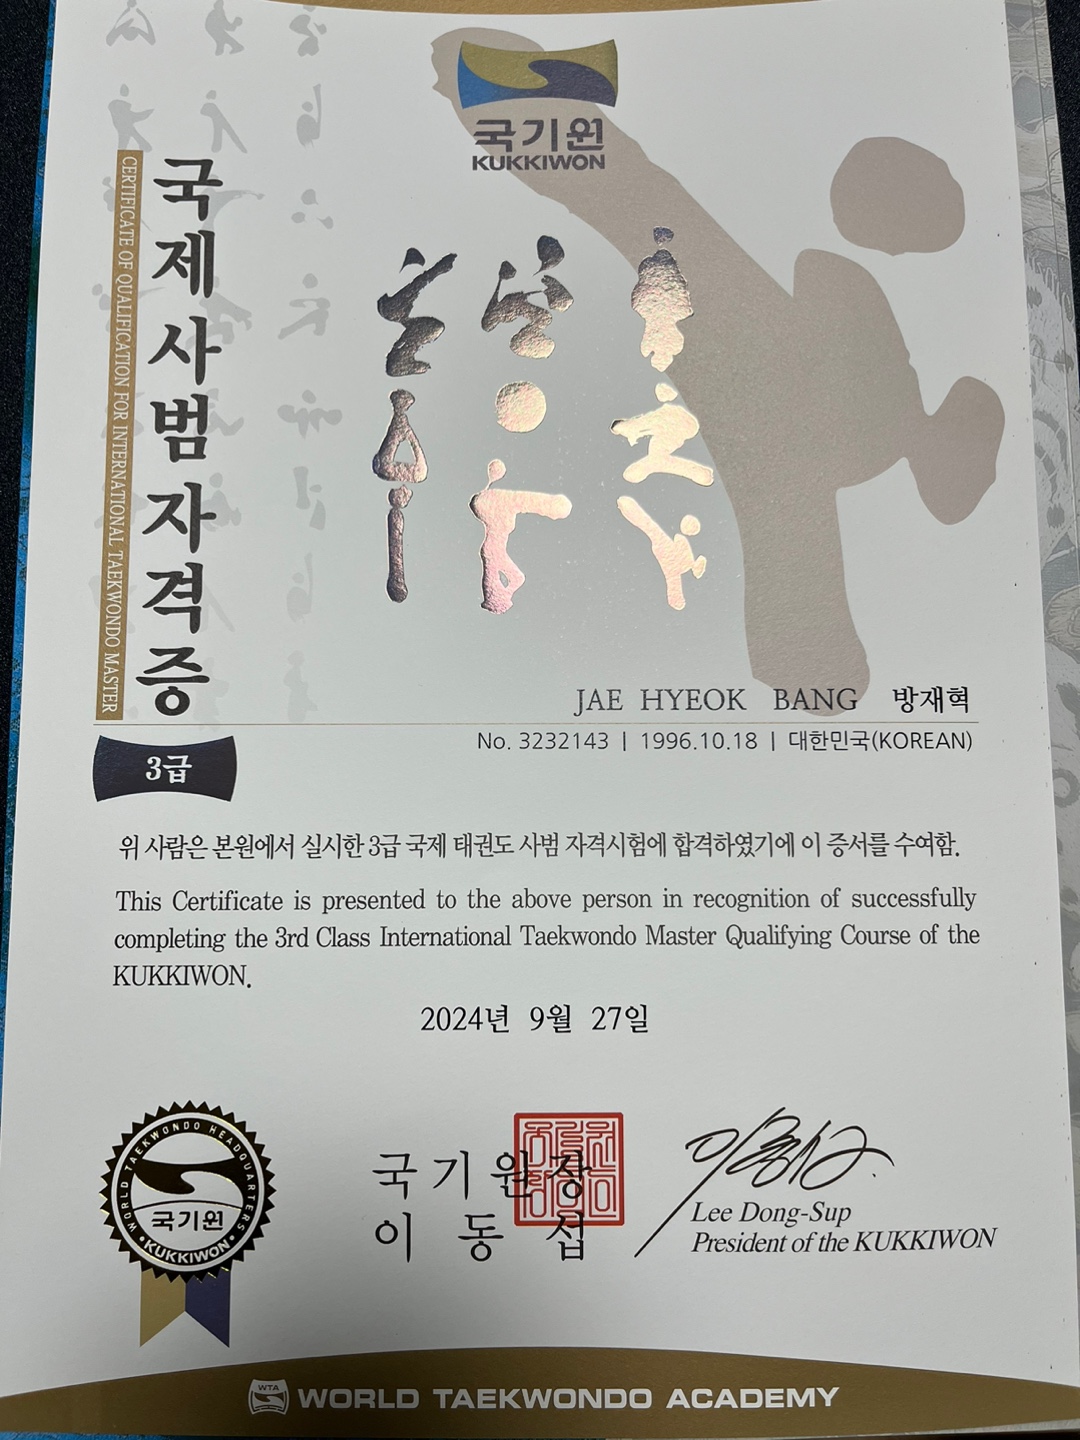 국기원
KUKKIWON
국제사범자격증
CERTIFICATE OF QUALIFICATION FOR INTERNATIONAL TAEKWONDO MASTER
JAE HYEOK BANG 방재혁
No. 3232143 | 1996.10.18 | 대한민국(KOREAN)
3급
위 사람은 본원에서 실시한 3급 국제 태권도 사범 자격시험에 합격하였기에 이 증서를 수여함.
This Certificate is presented to the above person in recognition of successfully
completing the 3rd Class International Taekwondo Master Qualifying Course of the
KUKKIWON.
2024년 9월 27일
WORLD TAEKWONDO HEADQUARTERS
국기원
KUKKIWON
국기원장
이동섭
Lee Dong-Sup
President of the KUKKIWON
WTA
WORLD TAEKWONDO ACADEMY